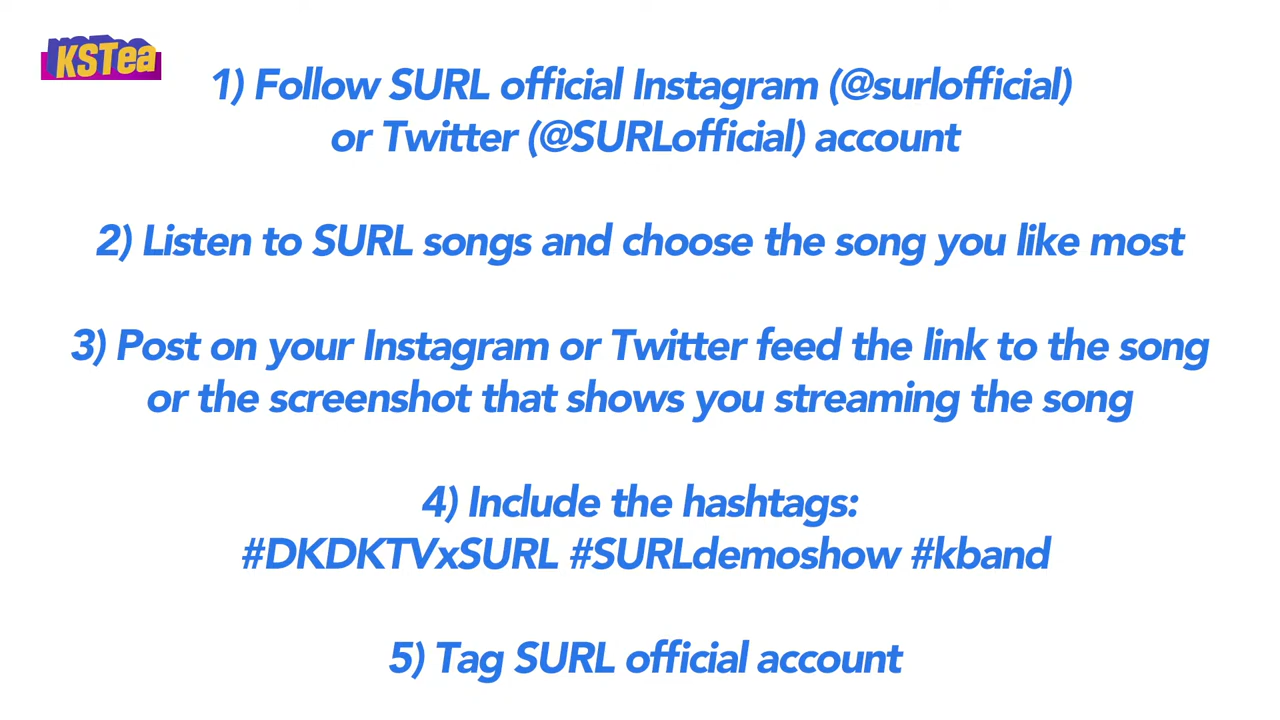 KSTea
1) Follow SURL official Instagram (@surlofficial)
or Twitter (@SURLofficial) account
2) Listen to SURL songs and choose the song you like most
3) Post on your Instagram or Twitter feed the link to the song
or the screenshot that shows you streaming the song
4) Include the hashtags:
#DKDKTVxSURL #SURLdemoshow #kband
5) Tag SURL official account